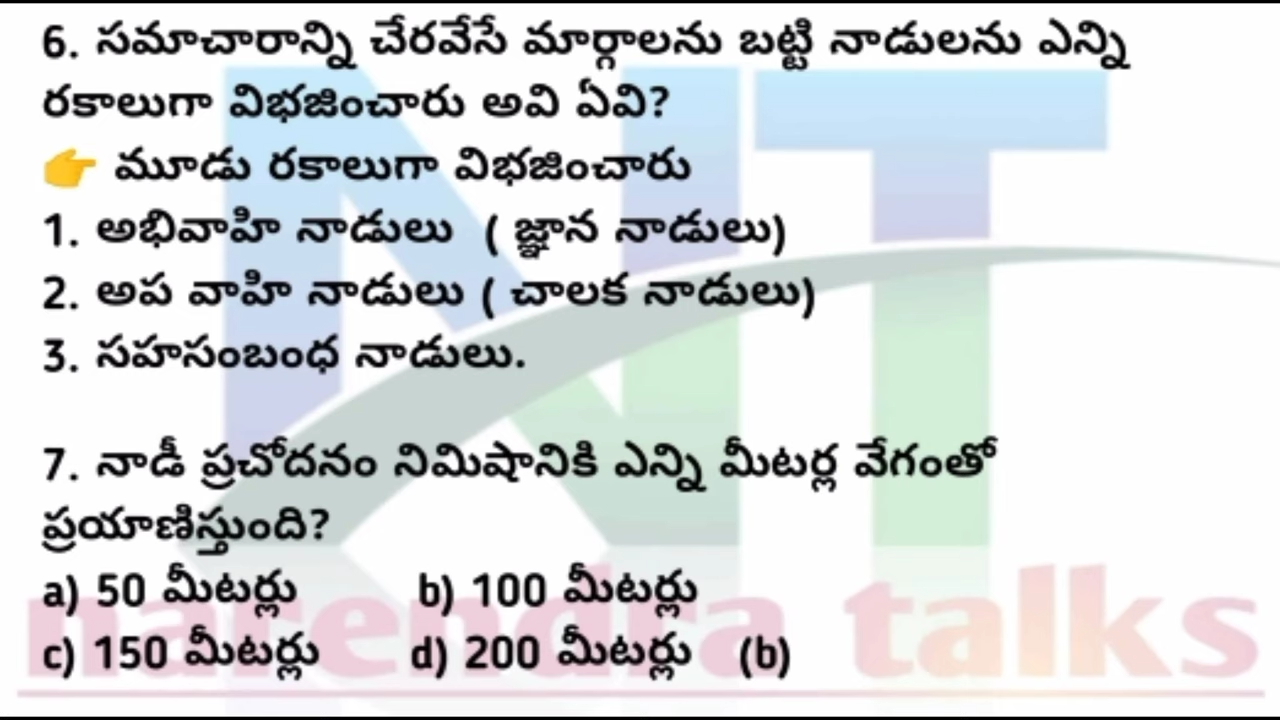 6. సమాచారాన్ని చేరవేసే మార్గాలను బట్టి నాడులను ఎన్ని
రకాలుగా విభజించారు అవి ఏవి?
👉 మూడు రకాలుగా విభజించారు
1. అభివాహి నాడులు ( జ్ఞాన నాడులు)
2. అప వాహి నాడులు ( చాలక నాడులు)
3. సహసంబంధ నాడులు.
7. నాడీ ప్రచోదనం నిమిషానికి ఎన్ని మీటర్ల వేగంతో
ప్రయాణిస్తుంది?
a) 50 మీటర్లు b) 100 మీటర్లు
c) 150 మీటర్లు d) 200 మీటర్లు (b)
NT
narendra talks